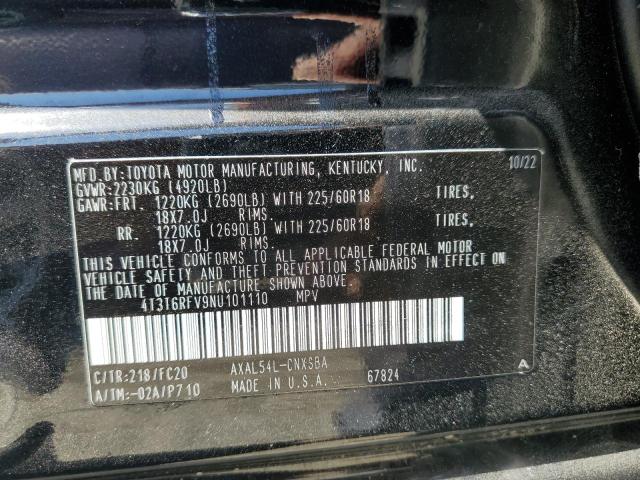 MFD.BY:TOYOTA MOTOR MANUFACTURING, KENTUCKY, INC. 10/22
GVWR:2230KG (4920LB)
GAWR:FRT. 1220KG (2690LB) WITH 225/60R18 TIRES,
18X7.0J RIMS.
RR. 1220KG (2690LB) WITH 225/60R18 TIRES,
18X7.0J RIMS.
THIS VEHICLE CONFORMS TO ALL APPLICABLE FEDERAL MOTOR
VEHICLE SAFETY AND THEFT PREVENTION STANDARDS IN EFFECT ON
THE DATE OF MANUFACTURE SHOWN ABOVE.
4T3T6RFV9NU101110 MPV
C/TR:218/FC20 AXAL54L-CNXSBA A
A/TM:-02A/P710 MADE IN U.S.A. 67824